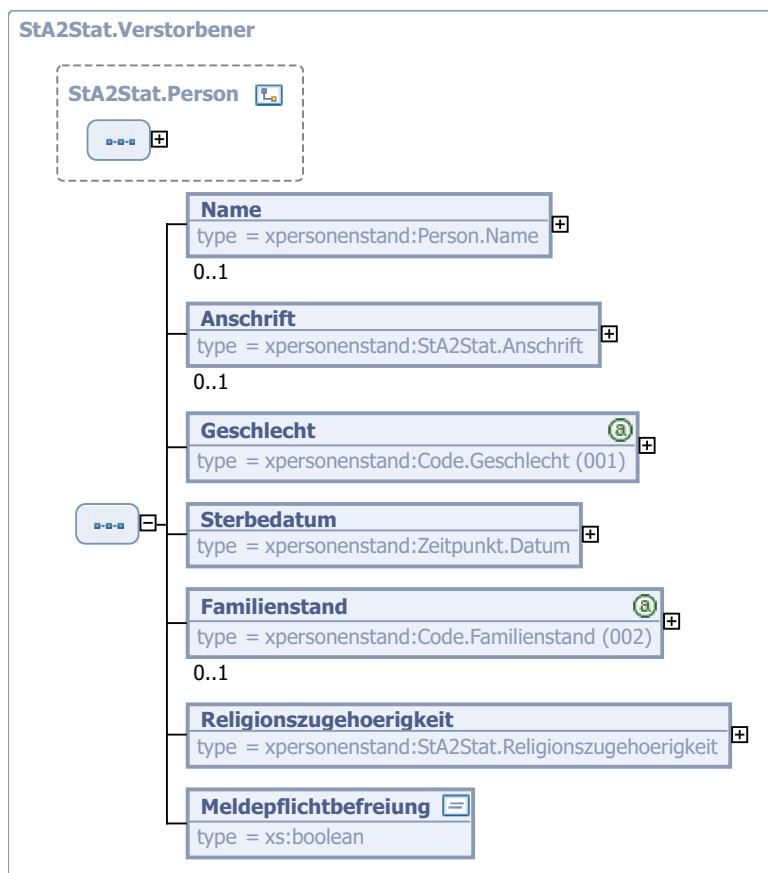 StA2Stat.Verstorbener
StA2Stat.Person
Name
type = xpersonenstand:Person.Name
0..1
Anschrift
type = xpersonenstand:StA2Stat.Anschrift
0..1
Geschlecht
type = xpersonenstand:Code.Geschlecht (001)
Sterbedatum
type = xpersonenstand:Zeitpunkt.Datum
Familienstand
type = xpersonenstand:Code.Familienstand (002)
0..1
Religionszugehoerigkeit
type = xpersonenstand:StA2Stat.Religionszugehoerigkeit
Meldepflichtbefreiung
type = xs:boolean